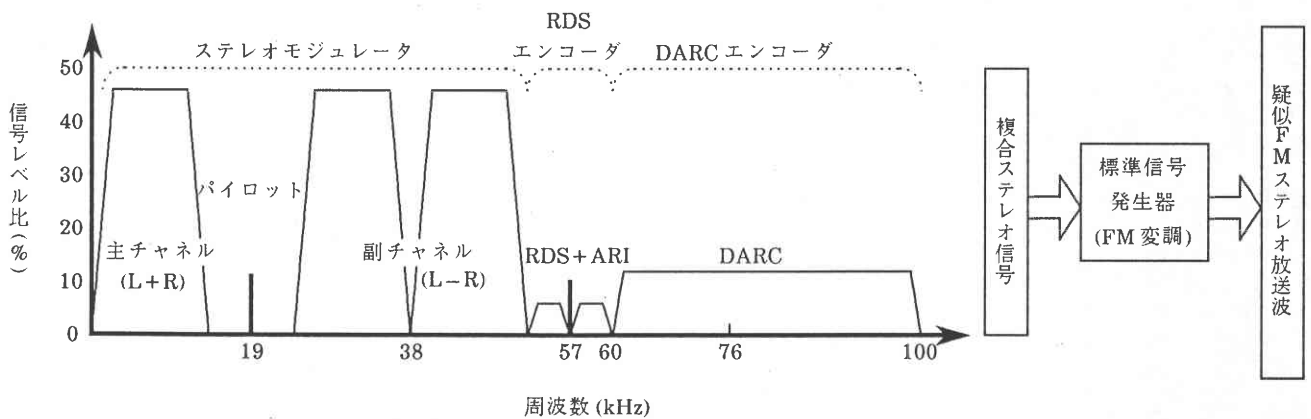 RDS
ステレオモジュレータ
エンコーダ
DARCエンコーダ
信号レベル比(%)
50
40
30
20
10
0
パイロット
主チャネル
(L+R)
副チャネル
(L−R)
RDS+ARI
DARC
19
38
57
60
76
100
周波数(kHz)
複合ステレオ信号
標準信号
発生器
(FM変調)
疑似FMステレオ放送波